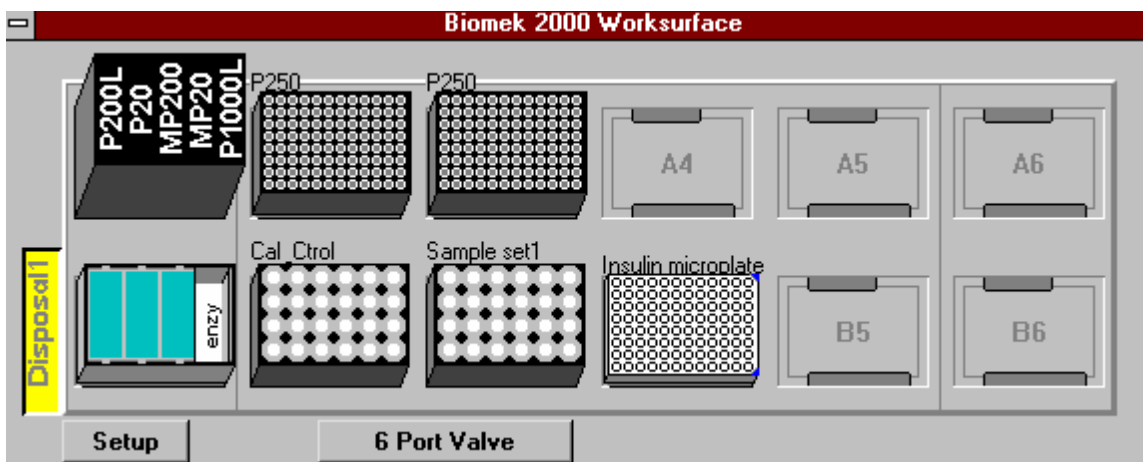 Biomek 2000 Worksurface
P200L
P20
MP200
MP20
P1000L
P250
P250
A4
A5
A6
Disposal1
enzy
Cal_Ctrol
Sample set1
Insulin microplate
B5
B6
Setup
6 Port Valve